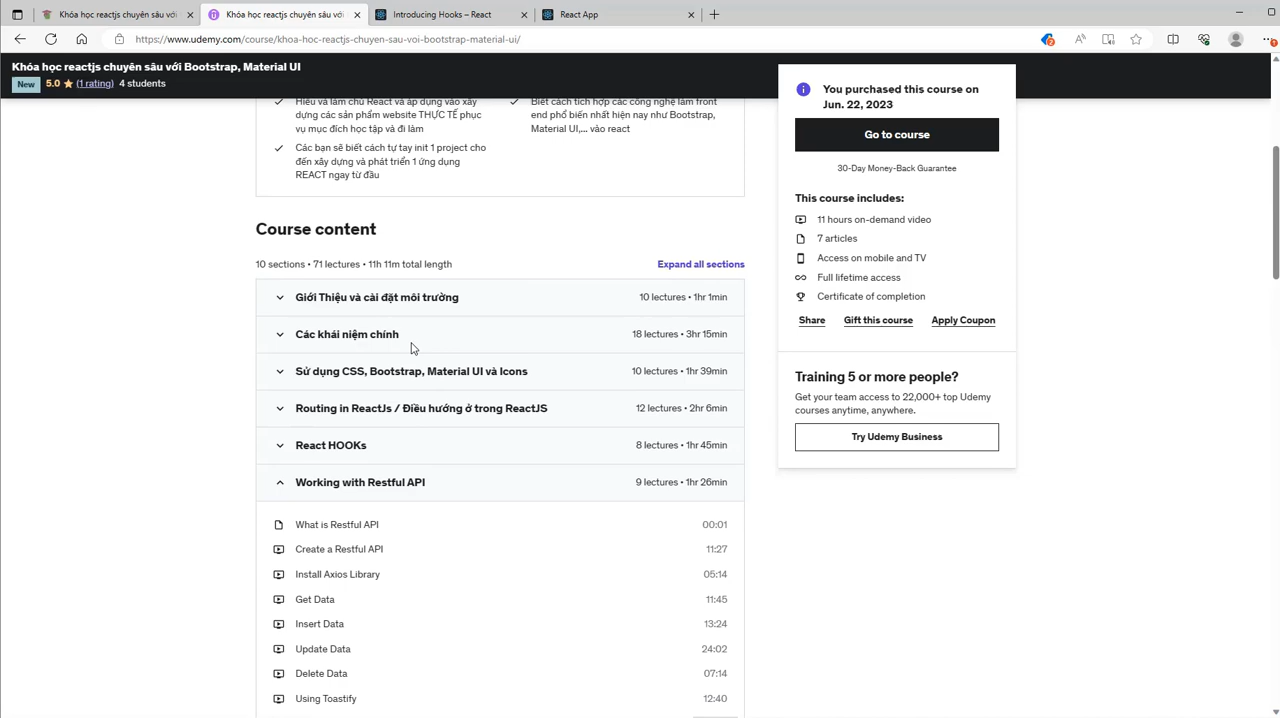 Khóa học reactjs chuyên sâu với
Khóa học reactjs chuyên sâu với
Introducing Hooks – React
React App
https://www.udemy.com/course/khoa-hoc-reactjs-chuyen-sau-voi-bootstrap-material-ui/
2
Khóa học reactjs chuyên sâu với Bootstrap, Material UI
New 5.0 (1 rating) 4 students
Hiểu và làm chủ React và áp dụng vào xây
dựng các sản phẩm website THỰC TẾ phục
vụ mục đích học tập và đi làm
Các bạn sẽ biết cách tự tay init 1 project cho
đến xây dựng và phát triển 1 ứng dụng
REACT ngay từ đầu
Biết cách tích hợp các công nghệ làm front
end phổ biến nhất hiện nay như Bootstrap,
Material UI,... vào react
Course content
10 sections • 71 lectures • 11h 11m total length
Expand all sections
Giới Thiệu và cài đặt môi trường 10 lectures • 1hr 1min
Các khái niệm chính 18 lectures • 3hr 15min
Sử dụng CSS, Bootstrap, Material UI và Icons 10 lectures • 1hr 39min
Routing in ReactJs / Điều hướng ở trong ReactJS 12 lectures • 2hr 6min
React HOOKs 8 lectures • 1hr 45min
Working with Restful API 9 lectures • 1hr 26min
What is Restful API 00:01
Create a Restful API 11:27
Install Axios Library 05:14
Get Data 11:45
Insert Data 13:24
Update Data 24:02
Delete Data 07:14
Using Toastify 12:40
You purchased this course on
Jun. 22, 2023
Go to course
30-Day Money-Back Guarantee
This course includes:
11 hours on-demand video
7 articles
Access on mobile and TV
Full lifetime access
Certificate of completion
Share Gift this course Apply Coupon
Training 5 or more people?
Get your team access to 22,000+ top Udemy
courses anytime, anywhere.
Try Udemy Business